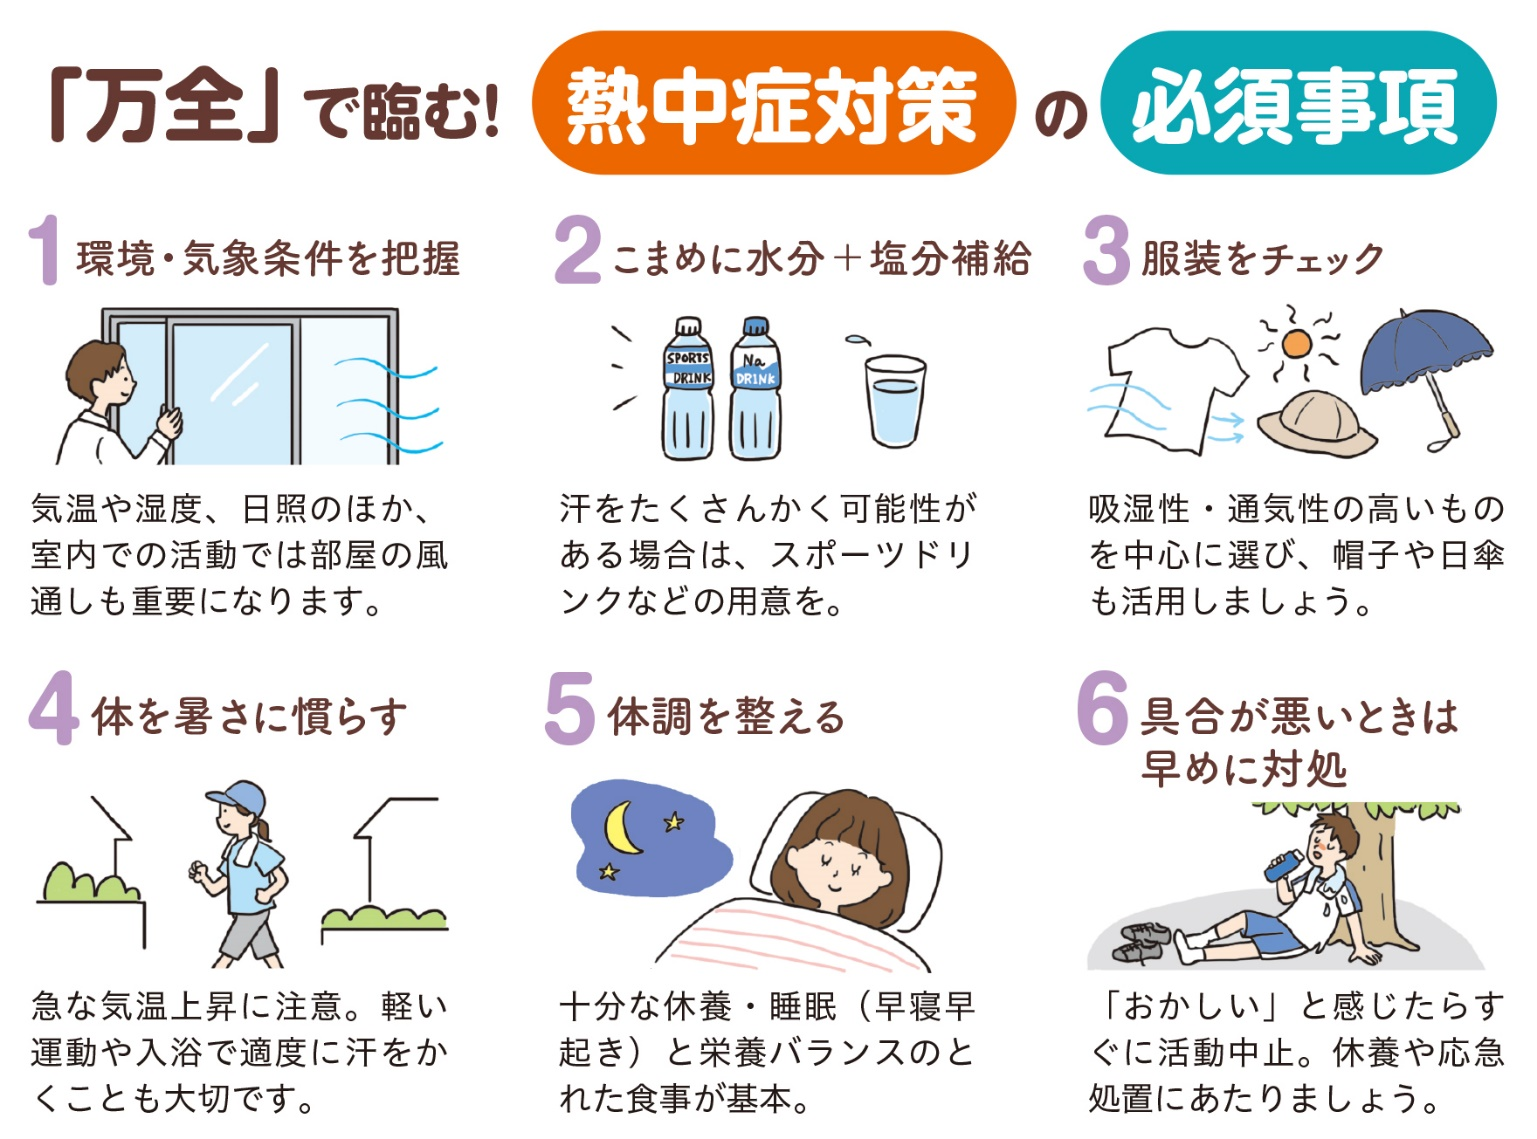 「万全」で臨む! 熱中症対策 の 必須事項
1 環境・気象条件を把握
気温や湿度、日照のほか、
室内での活動では部屋の風
通しも重要になります。
2 こまめに水分＋塩分補給
SPORTS
DRINK
Na
DRINK
汗をたくさんかく可能性が
ある場合は、スポーツドリ
ンクなどの用意を。
3 服装をチェック
吸湿性・通気性の高いもの
を中心に選び、帽子や日傘
も活用しましょう。
4 体を暑さに慣らす
急な気温上昇に注意。軽い
運動や入浴で適度に汗をか
くことも大切です。
5 体調を整える
十分な休養・睡眠（早寝早
起き）と栄養バランスのと
れた食事が基本。
6 具合が悪いときは
早めに対処
「おかしい」と感じたらす
ぐに活動中止。休養や応急
処置にあたりましょう。